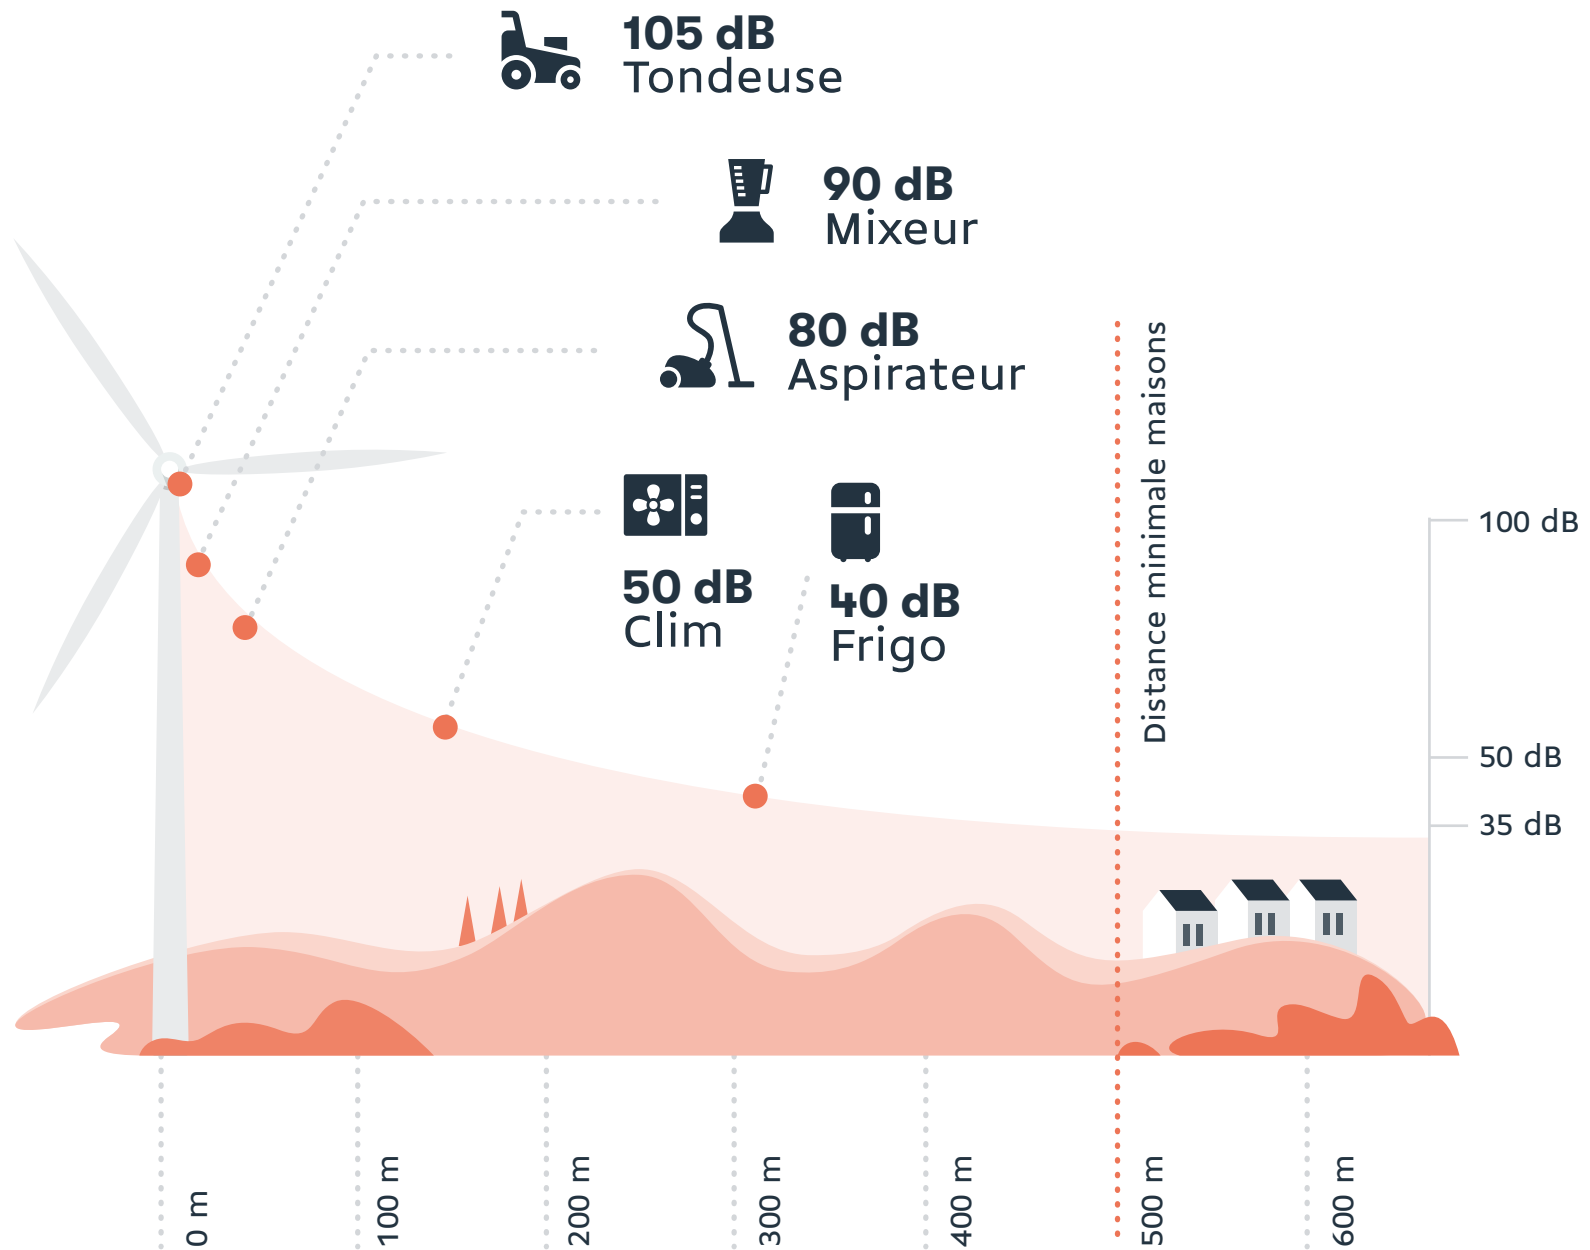 105 dB
Tondeuse
90 dB
Mixeur
80 dB
Aspirateur
50 dB
Clim
40 dB
Frigo
Distance minimale maisons
100 dB
50 dB
35 dB
0 m
100 m
200 m
300 m
400 m
500 m
600 m